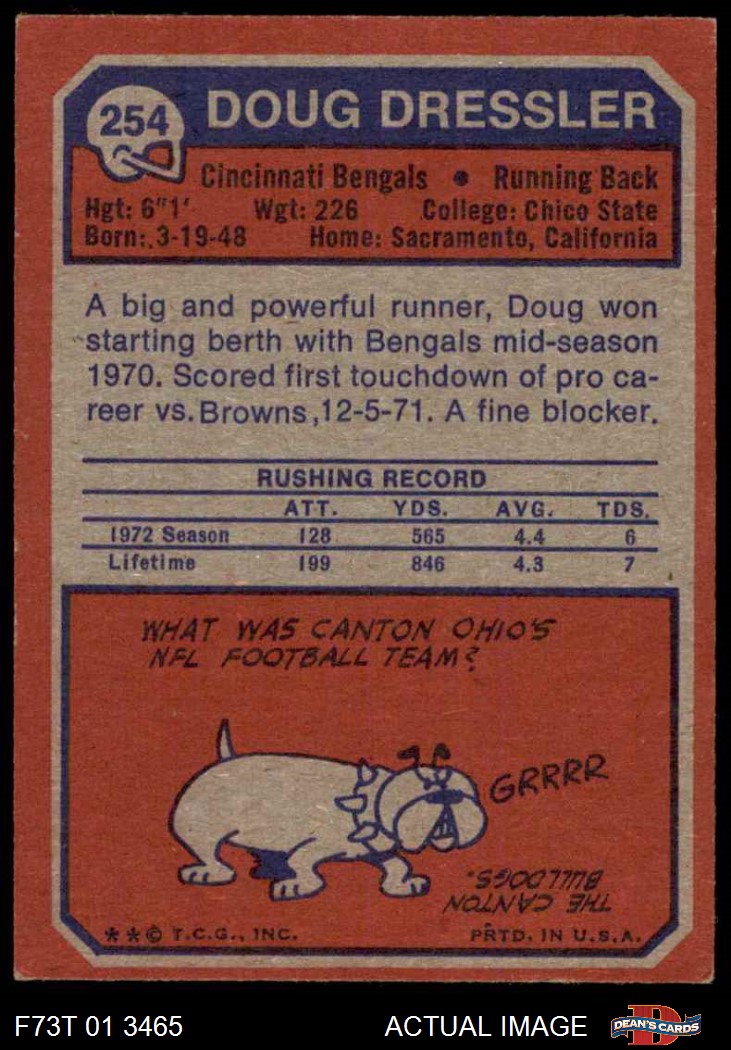 254
DOUG DRESSLER
Cincinnati Bengals • Running Back
Hgt: 6"1' Wgt: 226 College: Chico State
Born: 3-19-48 Home: Sacramento, California
A big and powerful runner, Doug won
starting berth with Bengals mid-season
1970. Scored first touchdown of pro ca-
reer vs. Browns, 12-5-71. A fine blocker.
RUSHING RECORD
ATT. YDS. AVG. TDS.
1972 Season 128 565 4.4 6
Lifetime 199 846 4.3 7
WHAT WAS CANTON OHIO'S
NFL FOOTBALL TEAM?
GRRRR
THE CANTON
BULLDOGS.
**© T.C.G., INC. PRTD. IN U.S.A.
F73T 01 3465 ACTUAL IMAGE D DEAN'S CARDS